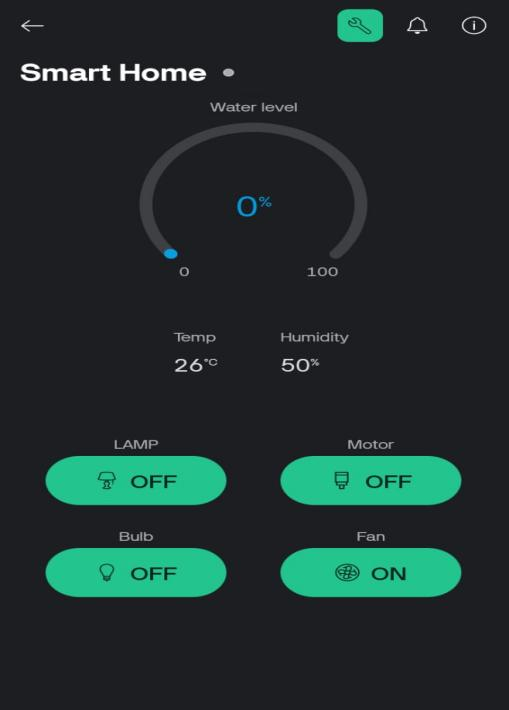 Smart Home
Water level
0%
0 100
Temp Humidity
26°C 50%
LAMP Motor
OFF OFF
Bulb Fan
OFF ON